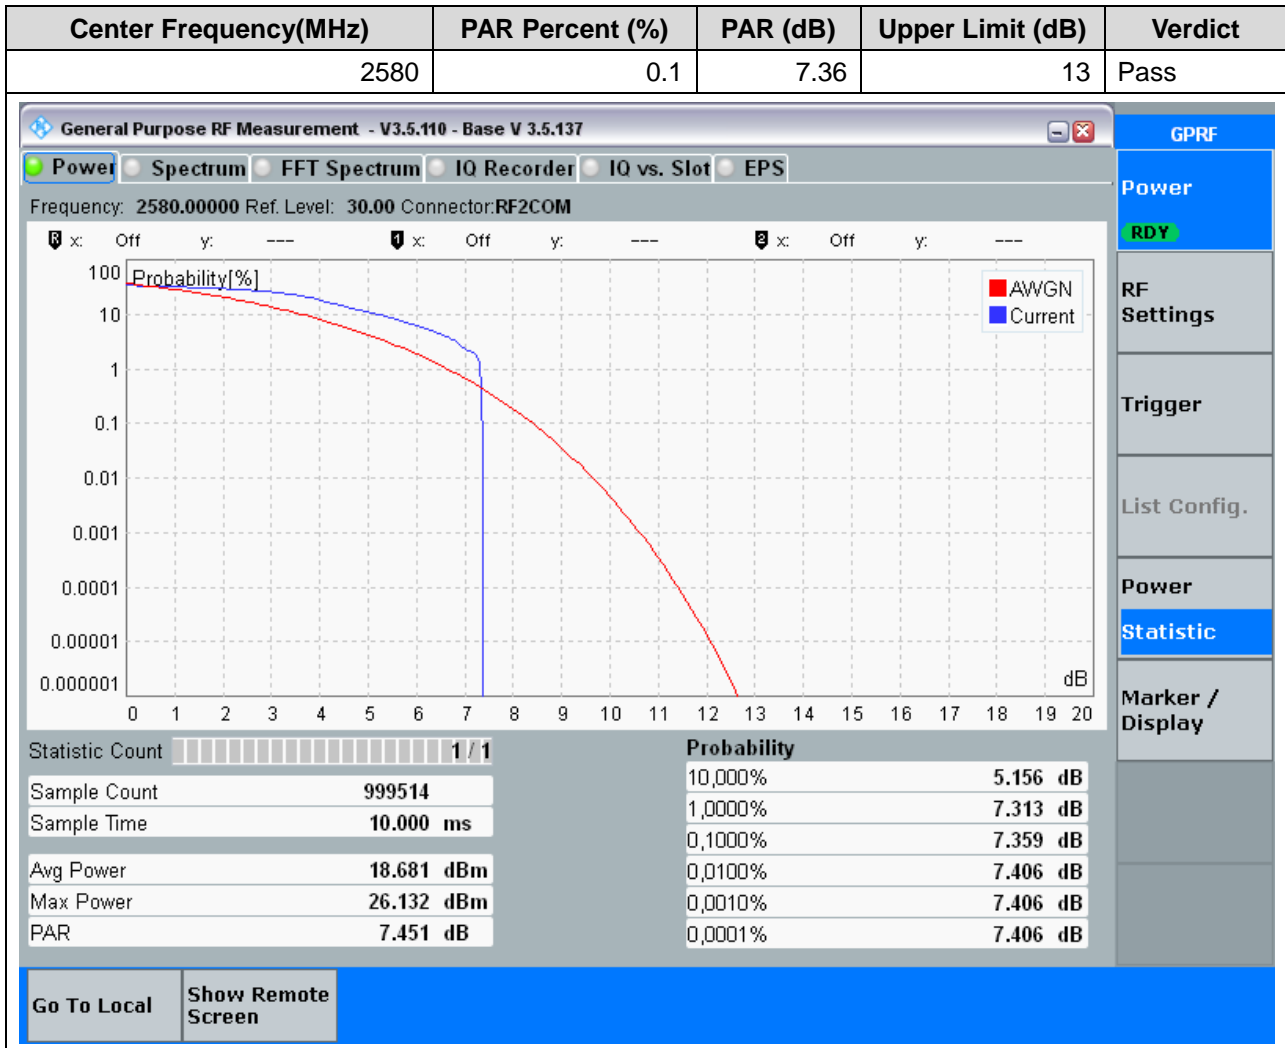 Center Frequency(MHz) PAR Percent (%) PAR (dB) Upper Limit (dB) Verdict
2580 0.1 7.36 13 Pass
General Purpose RF Measurement - V3.5.110 - Base V 3.5.137
GPRF
Power Spectrum FFT Spectrum IQ Recorder IQ vs. Slot EPS
Frequency: 2580.00000 Ref. Level: 30.00 Connector:RF2COM
R x: Off y: --- 1 x: Off y: --- 2 x: Off y: ---
Probability[%]
AWGN
Current
100
10
1
0.1
0.01
0.001
0.0001
0.00001
0.000001
dB
0 1 2 3 4 5 6 7 8 9 10 11 12 13 14 15 16 17 18 19 20
Statistic Count 1 / 1
Sample Count 999514
Sample Time 10.000 ms
Avg Power 18.681 dBm
Max Power 26.132 dBm
PAR 7.451 dB
Probability
10,000% 5.156 dB
1,0000% 7.313 dB
0,1000% 7.359 dB
0,0100% 7.406 dB
0,0010% 7.406 dB
0,0001% 7.406 dB
Power
RDY
RF
Settings
Trigger
List Config.
Power
Statistic
Marker /
Display
Go To Local
Show Remote
Screen